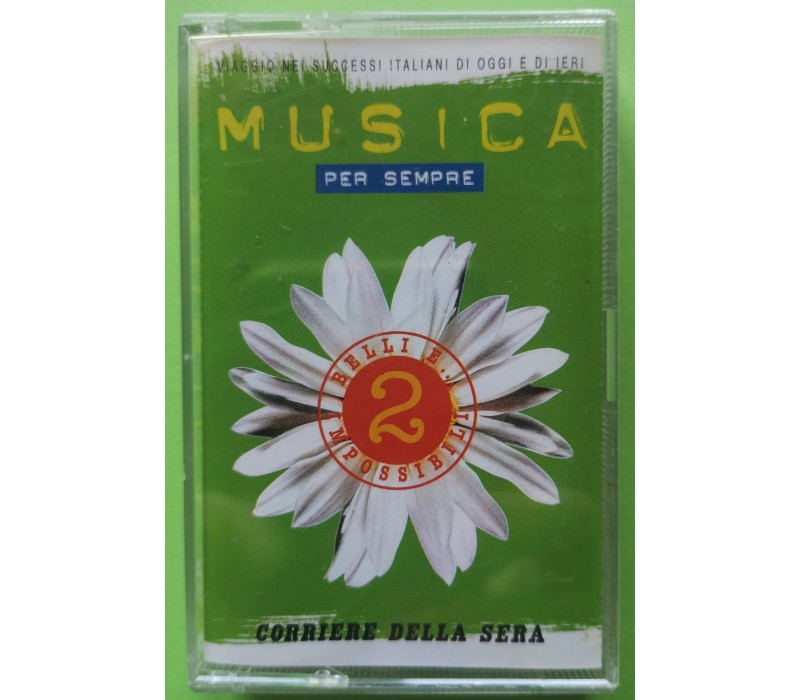 VIAGGIO NEI SUCCESSI ITALIANI DI OGGI E DI IERI
MUSICA
PER SEMPRE
BELLI E..
2
IMPOSSIBILI
CORRIERE DELLA SERA